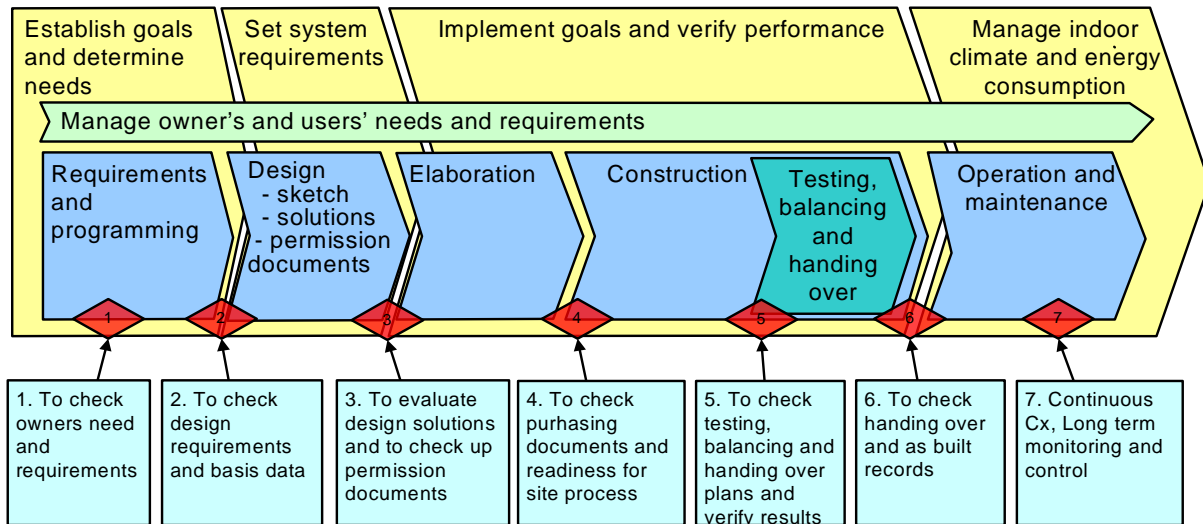 Establish goals
and determine
needs
Set system
requirements
Implement goals and verify performance
Manage indoor
climate and energy
consumption
Manage owner's and users' needs and requirements
Requirements
and
programming
Design
- sketch
- solutions
- permission
documents
Elaboration
Construction
Testing,
balancing
and
handing
over
Operation and
maintenance
1
2
3
4
5
6
7
1. To check
owners need
and
requirements
2. To check
design
requirements
and basis data
3. To evaluate
design solutions
and to check up
permission
documents
4. To check
purhasing
documents and
readiness for
site process
5. To check
testing,
balancing and
handing over
plans and
verify results
6. To check
handing over
and as built
records
7. Continuous
Cx, Long term
monitoring and
control